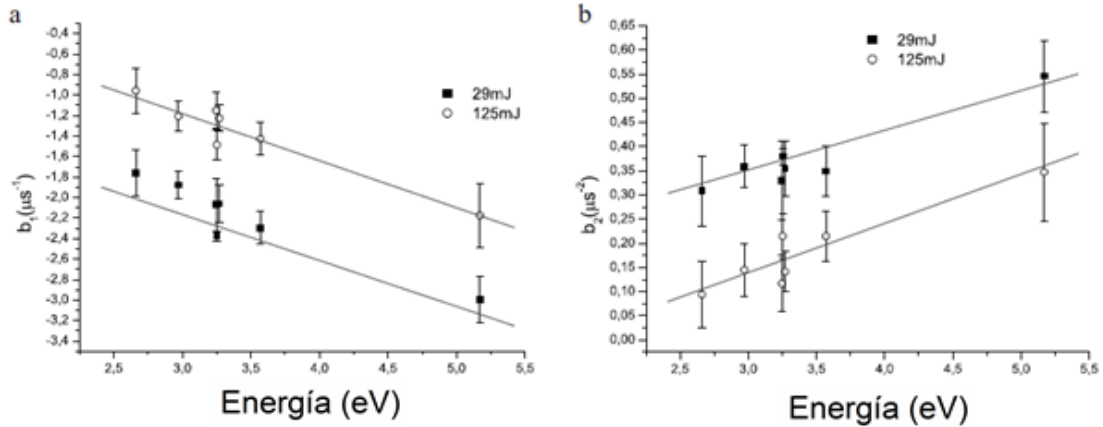 a
-0,4
-0,6
-0,8
-1,0
-1,2
-1,4
-1,6
-1,8
-2,0
-2,2
-2,4
-2,6
-2,8
-3,0
-3,2
-3,4
b₁(μs⁻¹)
29mJ
125mJ
2,5 3,0 3,5 4,0 4,5 5,0 5,5
Energía (eV)
b
0,65
0,60
0,55
0,50
0,45
0,40
0,35
0,30
0,25
0,20
0,15
0,10
0,05
0,00
b₂(μs⁻²)
29mJ
125mJ
2,5 3,0 3,5 4,0 4,5 5,0 5,5
Energía (eV)